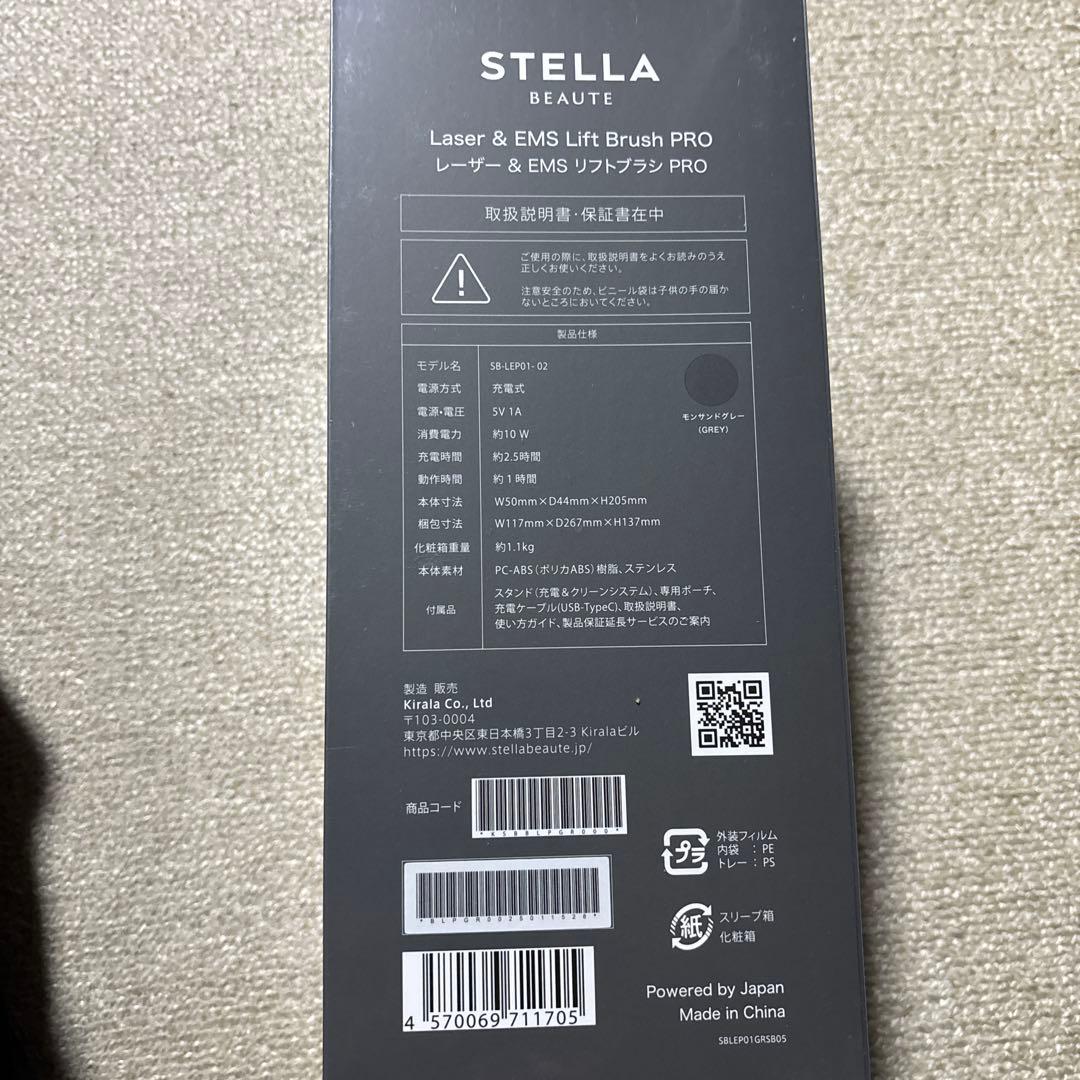 STELLA
BEAUTE
Laser & EMS Lift Brush PRO
レーザー & EMS リフトブラシ PRO
取扱説明書・保証書在中
ご使用の際に、取扱説明書をよくお読みのうえ
正しくお使いください。
注意安全のため、ビニール袋は子供の手の届か
ないところにおいてください。
製品仕様
モデル名 SB-LEP01- 02
電源方式 充電式
電源・電圧 5V 1A
消費電力 約10 W
充電時間 約2.5時間
動作時間 約 1 時間
本体寸法 W50mm×D44mm×H205mm
梱包寸法 W117mm×D267mm×H137mm
化粧箱重量 約1.1kg
本体素材 PC-ABS（ポリカABS）樹脂、ステンレス
付属品 スタンド（充電＆クリーンシステム）、専用ポーチ、
充電ケーブル(USB-TypeC)、取扱説明書、
使い方ガイド、製品保証延長サービスのご案内
モンサンドグレー
（GREY）
製造 販売
Kirala Co., Ltd
〒103-0004
東京都中央区東日本橋3丁目2-3 Kiralaビル
https://www.stellabeaute.jp/
商品コード
*KSBBLPGR000*
*BLPGR0025011528*
4 570069 711705
プラ
外装フィルム
内袋 : PE
トレー : PS
紙
スリーブ箱
化粧箱
Powered by Japan
Made in China
SBLEP01GRSB05